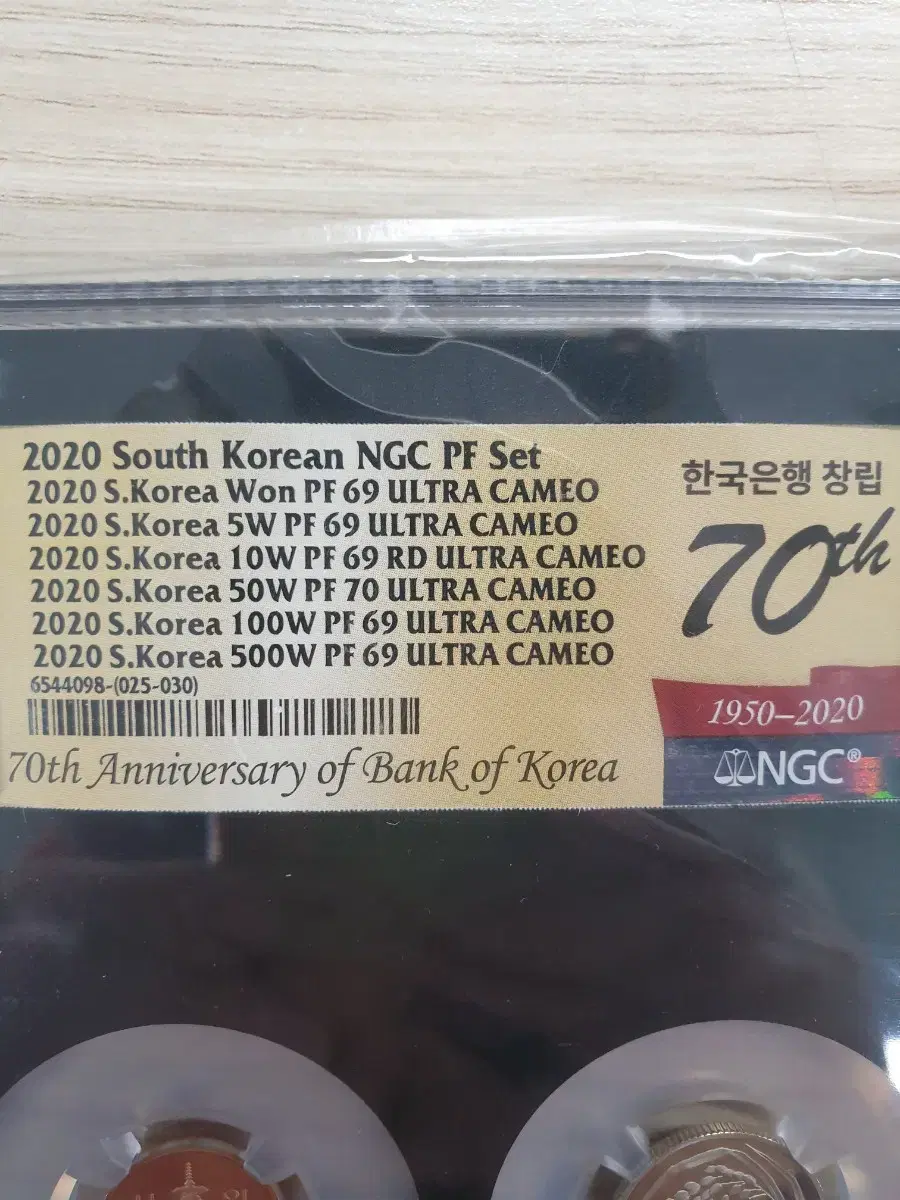 2020 South Korean NGC PF Set
2020 S.Korea Won PF 69 ULTRA CAMEO
2020 S.Korea 5W PF 69 ULTRA CAMEO
2020 S.Korea 10W PF 69 RD ULTRA CAMEO
2020 S.Korea 50W PF 70 ULTRA CAMEO
2020 S.Korea 100W PF 69 ULTRA CAMEO
2020 S.Korea 500W PF 69 ULTRA CAMEO
6544098-(025-030)
70th Anniversary of Bank of Korea
한국은행 창립
70th
1950–2020
NGC®